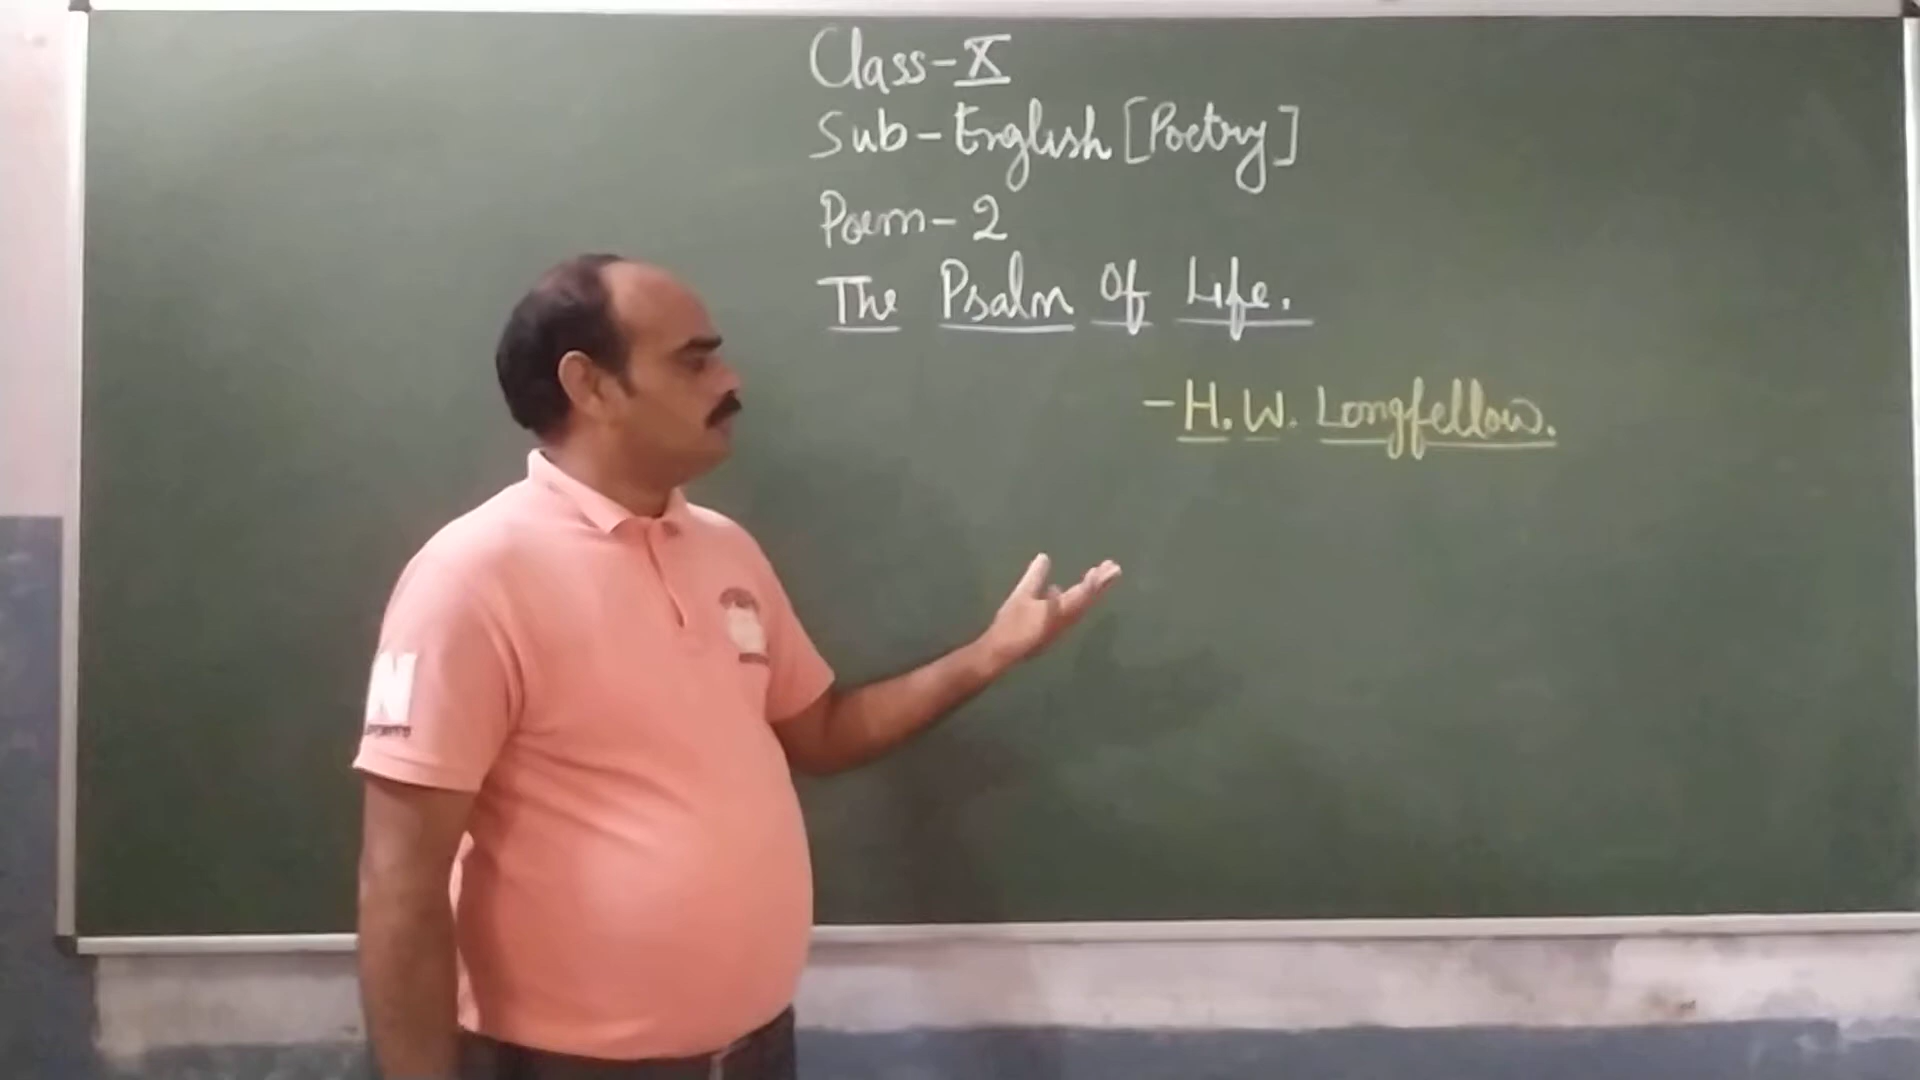 Class-X
Sub-English [Poetry]
Poem-2
The Psalm of Life.
-H.W. Longfellow.
N